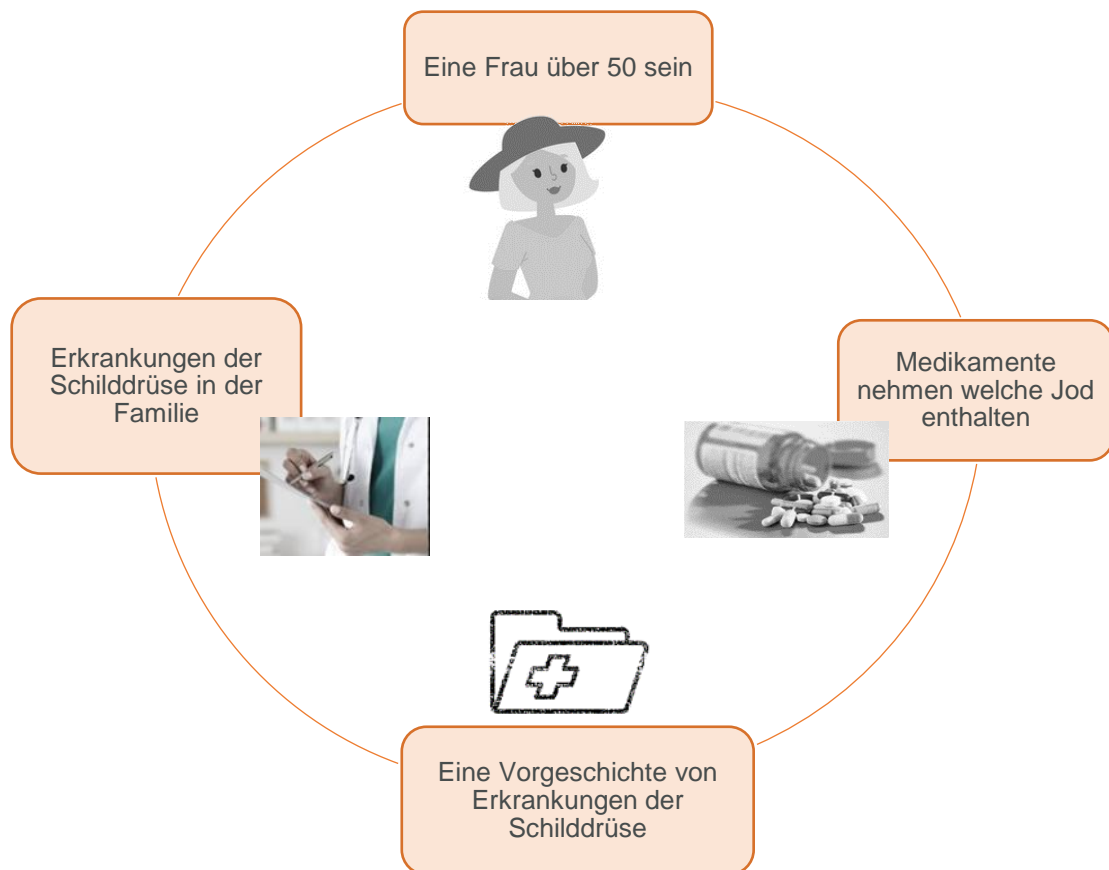 Eine Frau über 50 sein
Erkrankungen der
Schilddrüse in der
Familie
Medikamente
nehmen welche Jod
enthalten
Eine Vorgeschichte von
Erkrankungen der
Schilddrüse